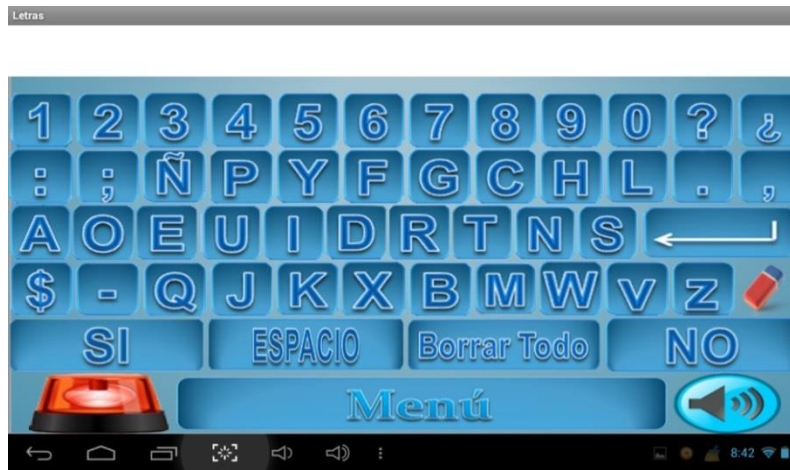 Letras
1 2 3 4 5 6 7 8 9 0 ? ¿
: ; Ñ P Y F G C H L . ,
A O E U I D R T N S
$ - Q J K X B M W V Z
SI ESPACIO Borrar Todo NO
Menú
8:42